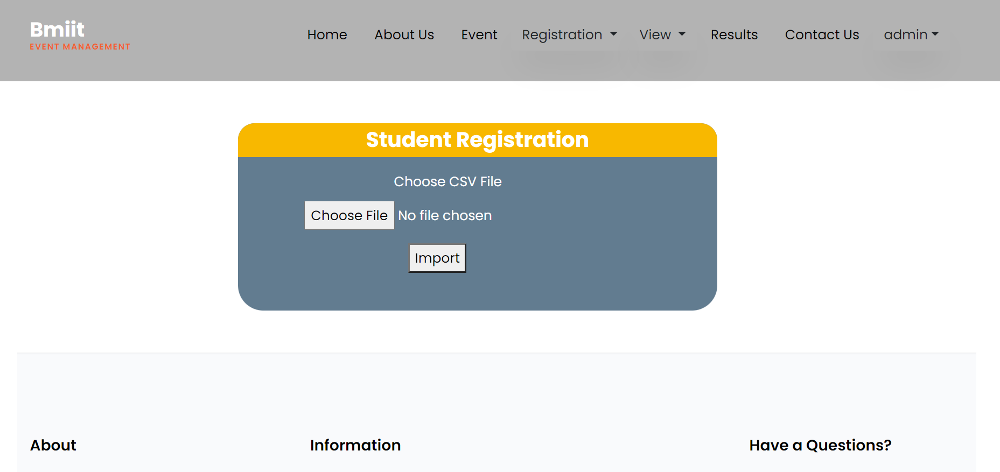 Bmiit
EVENT MANAGEMENT
Home About Us Event Registration View Results Contact Us admin
Student Registration
Choose CSV File
Choose File No file chosen
Import
About Information Have a Questions?